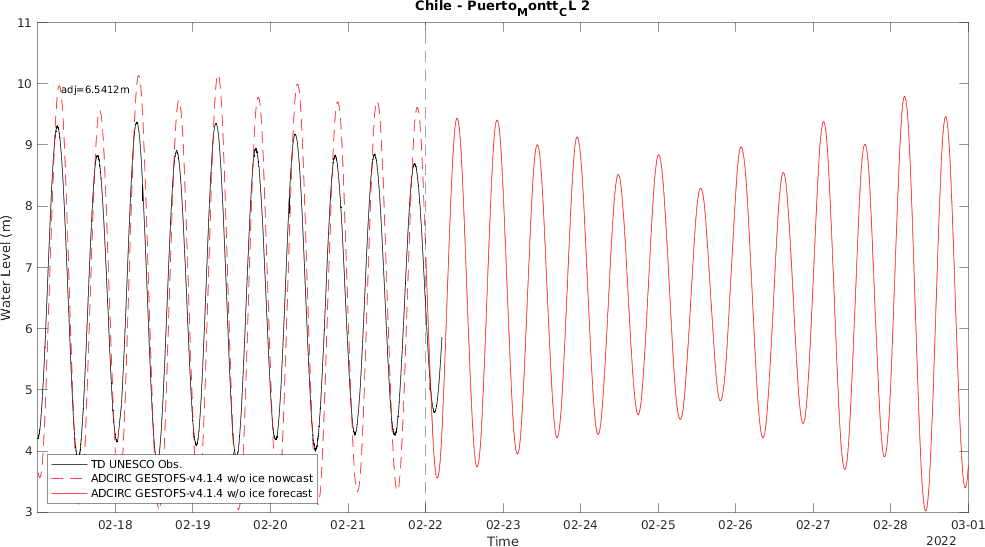 Chile - Puerto_Montt_CL 2
11
10
adj=6.5412m
9
8
7
6
5
4
3
Water Level (m)
TD UNESCO Obs.
ADCIRC GESTOFS-v4.1.4 w/o ice nowcast
ADCIRC GESTOFS-v4.1.4 w/o ice forecast
02-18 02-19 02-20 02-21 02-22 02-23 02-24 02-25 02-26 02-27 02-28 03-01
Time
2022